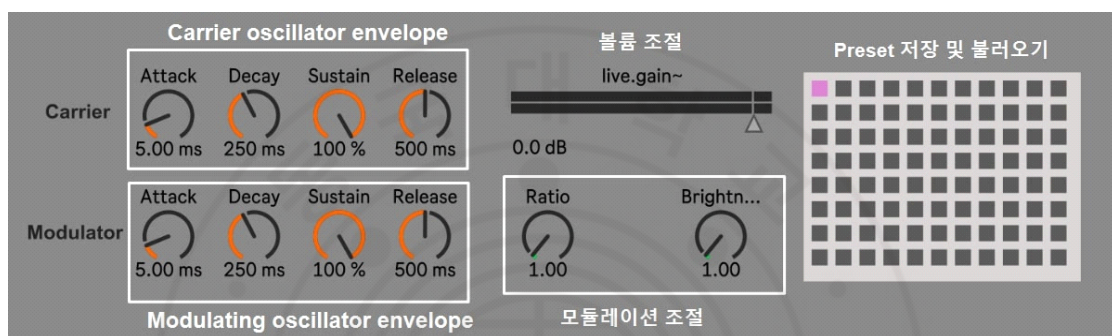 Carrier oscillator envelope
볼륨 조절
Preset 저장 및 불러오기
Attack Decay Sustain Release
live.gain~
Carrier
5.00 ms 250 ms 100 % 500 ms
0.0 dB
Attack Decay Sustain Release
Ratio Brightn...
Modulator
5.00 ms 250 ms 100 % 500 ms
1.00 1.00
Modulating oscillator envelope
모듈레이션 조절